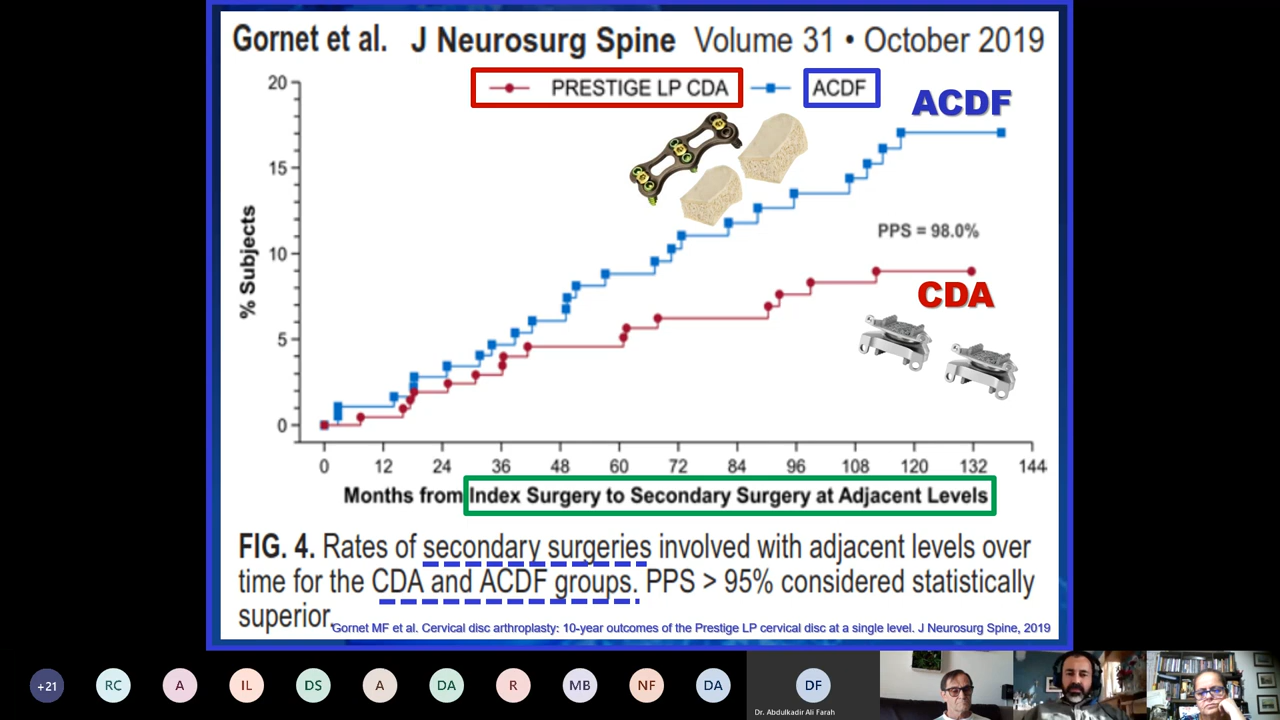 Gornet et al. J Neurosurg Spine Volume 31 • October 2019
PRESTIGE LP CDA
ACDF
ACDF
20
15
10
5
0
% Subjects
PPS = 98.0%
CDA
0 12 24 36 48 60 72 84 96 108 120 132 144
Months from Index Surgery to Secondary Surgery at Adjacent Levels
FIG. 4. Rates of secondary surgeries involved with adjacent levels over
time for the CDA and ACDF groups. PPS > 95% considered statistically
superior.
Gornet MF et al. Cervical disc arthroplasty: 10-year outcomes of the Prestige LP cervical disc at a single level. J Neurosurg Spine, 2019
+21 RC A IL DS A DA R MB NF DA DF
Dr. Abdulkadir Ali Farah